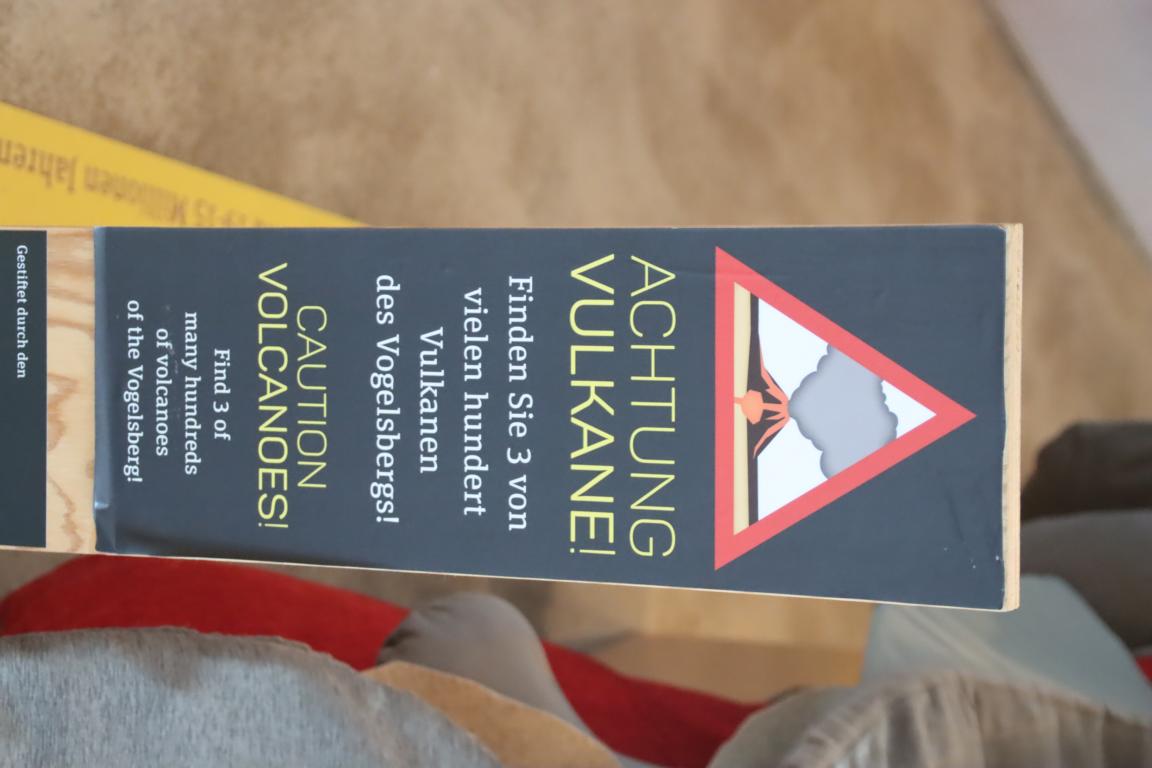 ACHTUNG
VULKANE!
Finden Sie 3 von
vielen hundert
Vulkanen
des Vogelsbergs!
CAUTION
VOLCANOES!
Find 3 of
many hundreds
of volcanoes
of the Vogelsberg!
Gestiftet durch den
15 Millionen Jahren